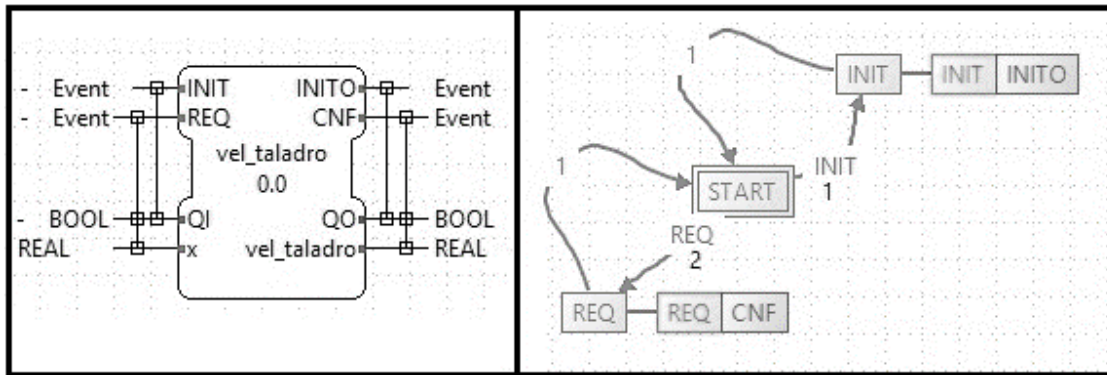 - Event INIT INITO Event
- Event REQ CNF Event
vel_taladro
0.0
- BOOL QI QO BOOL
REAL x vel_taladro REAL
1
INIT INIT INITO
1
START
INIT
1
REQ
2
REQ REQ CNF